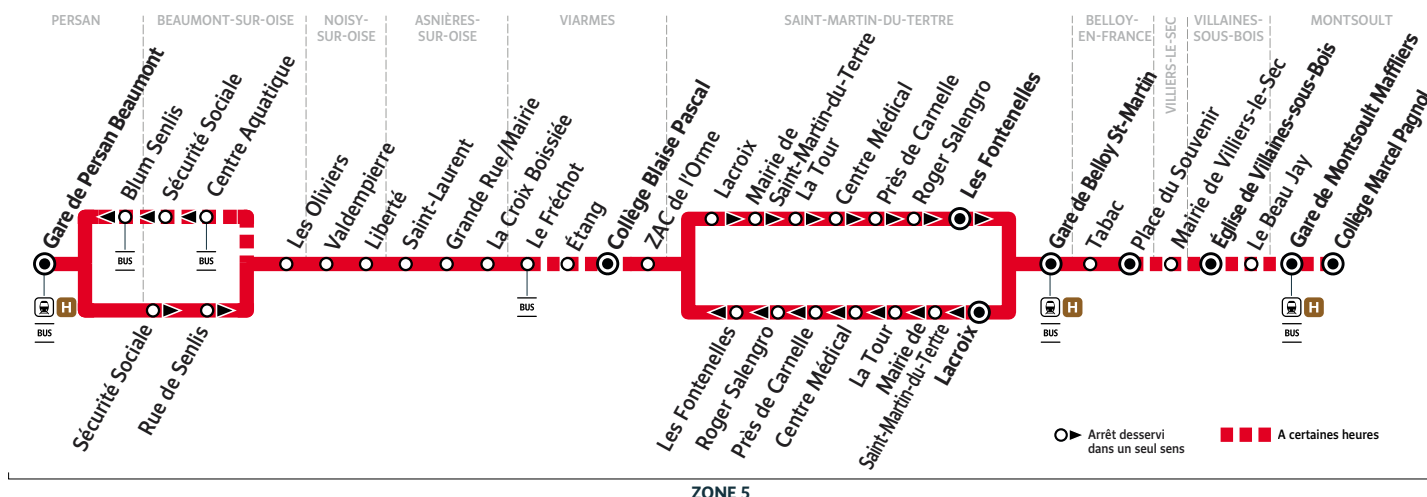 PERSAN
BEAUMONT-SUR-OISE
NOISY-
SUR-OISE
ASNIÈRES-
SUR-OISE
VIARMES
SAINT-MARTIN-DU-TERTRE
BELLOY-
EN-FRANCE
VILLIERS-LE-SEC
VILLAINES-
SOUS-BOIS
MONTSOULT
Gare de Persan Beaumont
Blum Senlis
Sécurité Sociale
Centre Aquatique
Les Oliviers
Valdempierre
Liberté
Saint-Laurent
Grande Rue/Mairie
La Croix Boissiée
Le Fréchot
Étang
Collège Blaise Pascal
ZAC de l'Orme
Lacroix
Mairie de
Saint-Martin-du-Tertre
La Tour
Centre Médical
Près de Carnelle
Roger Salengro
Les Fontenelles
Gare de Belloy St-Martin
Tabac
Place du Souvenir
Mairie de Villiers-le-Sec
Église de Villaines-sous-Bois
Le Beau Jay
Gare de Montsoult Maffliers
Collège Marcel Pagnol
BUS
BUS
H
BUS
BUS
H
BUS
H
BUS
Sécurité Sociale
Rue de Senlis
Les Fontenelles
Roger Salengro
Près de Carnelle
Centre Médical
La Tour
Mairie de
Saint-Martin-du-Tertre
Lacroix
Arrêt desservi
dans un seul sens
A certaines heures
ZONE 5